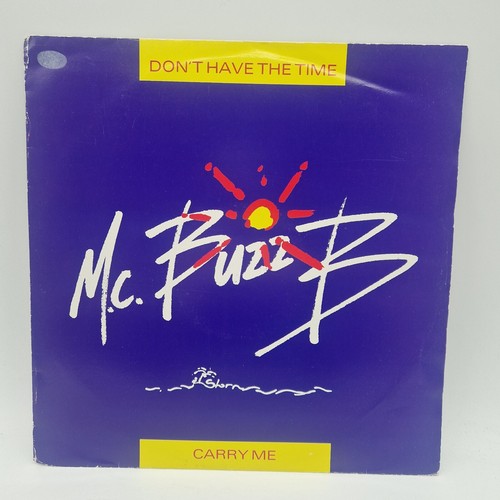 DON'T HAVE THE TIME
M.C. BUZZ B
CARRY ME